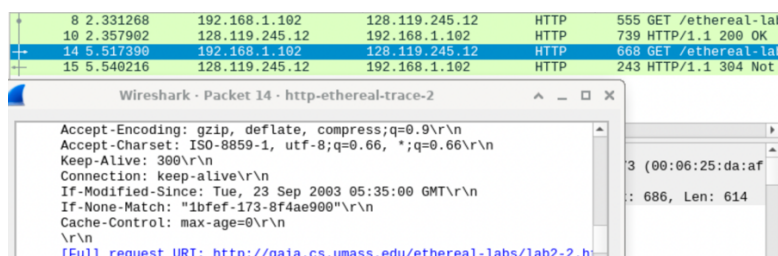 8 2.331268 192.168.1.102 128.119.245.12 HTTP 555 GET /ethereal-lab
10 2.357902 128.119.245.12 192.168.1.102 HTTP 739 HTTP/1.1 200 OK
14 5.517390 192.168.1.102 128.119.245.12 HTTP 668 GET /ethereal-lab
15 5.540216 128.119.245.12 192.168.1.102 HTTP 243 HTTP/1.1 304 Not
Wireshark · Packet 14 · http-ethereal-trace-2
Accept-Encoding: gzip, deflate, compress;q=0.9\r\n
Accept-Charset: ISO-8859-1, utf-8;q=0.66, *;q=0.66\r\n
Keep-Alive: 300\r\n
73 (00:06:25:da:af
Connection: keep-alive\r\n
If-Modified-Since: Tue, 23 Sep 2003 05:35:00 GMT\r\n
: 686, Len: 614
If-None-Match: "1bfef-173-8f4ae900"\r\n
Cache-Control: max-age=0\r\n
\r\n
[Full request URI: http://gaia.cs.umass.edu/ethereal-labs/lab2-2.h